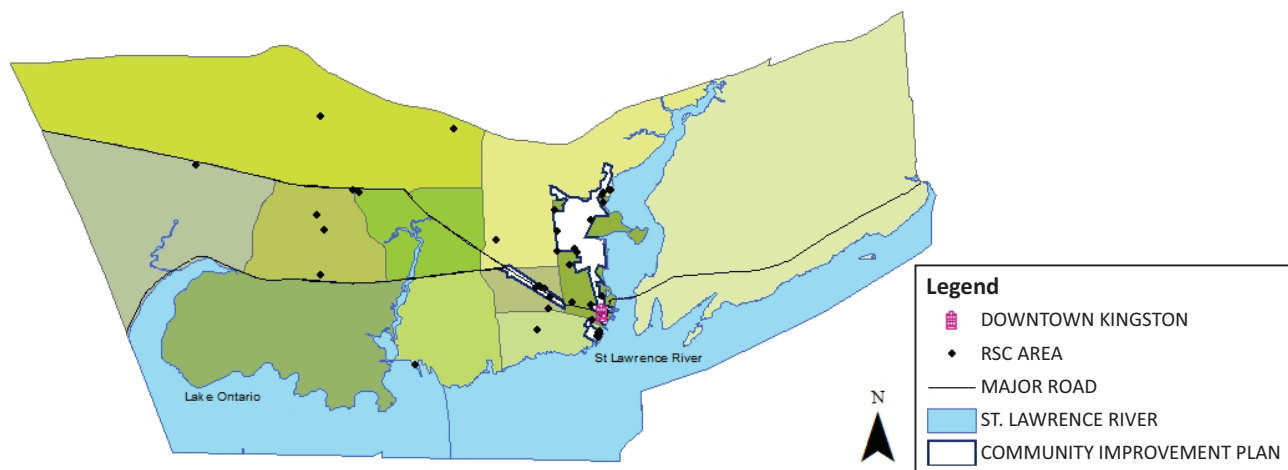 St Lawrence River
Lake Ontario
N
Legend
DOWNTOWN KINGSTON
RSC AREA
MAJOR ROAD
ST. LAWRENCE RIVER
COMMUNITY IMPROVEMENT PLAN